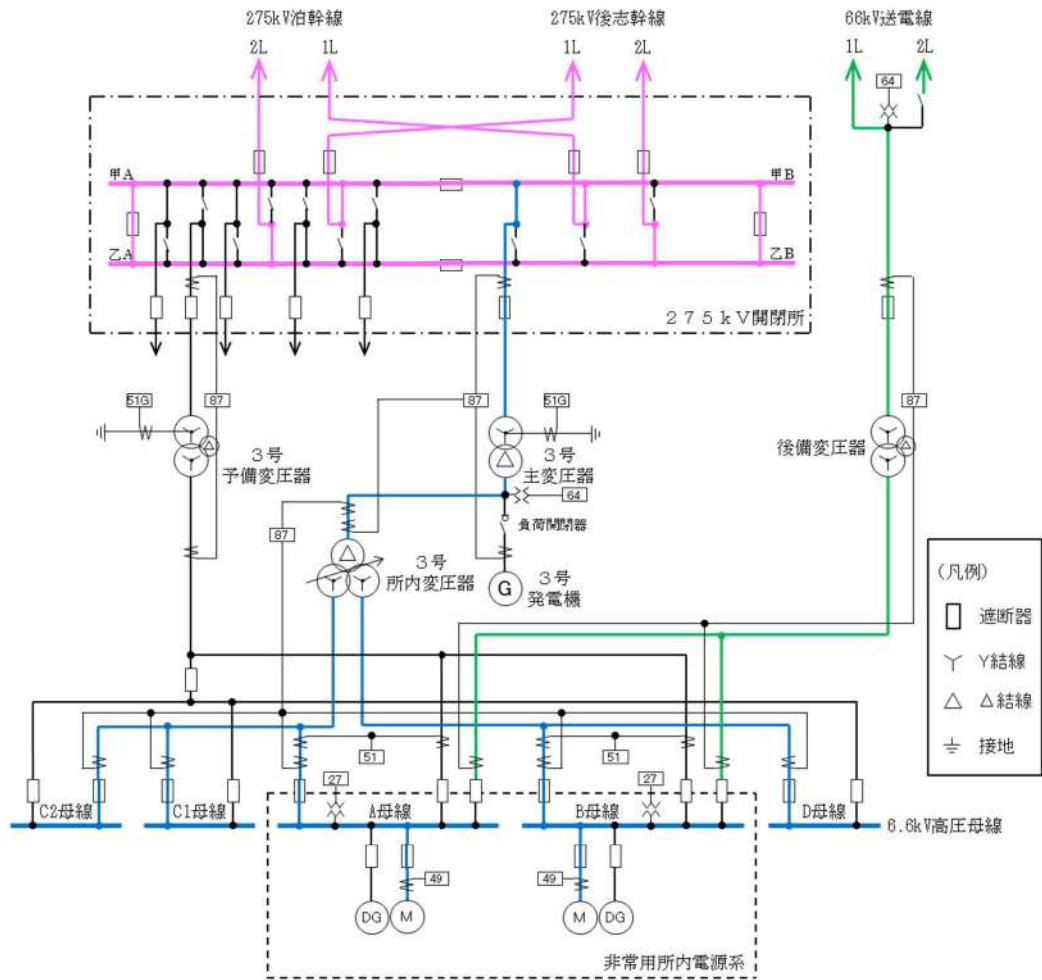 275kV泊幹線
275kV後志幹線
66kV送電線
2L
1L
1L
2L
1L
2L
64
甲A
甲B
乙A
乙B
275kV開閉所
51G
87
87
51G
87
3号
予備変圧器
3号
主変圧器
後備変圧器
64
87
負荷開閉器
3号
所内変圧器
G
3号
発電機
(凡例)
遮断器
Y結線
△結線
接地
51
51
27
27
C2母線
C1母線
A母線
B母線
D母線
6.6kV高圧母線
49
49
DG
M
M
DG
非常用所内電源系